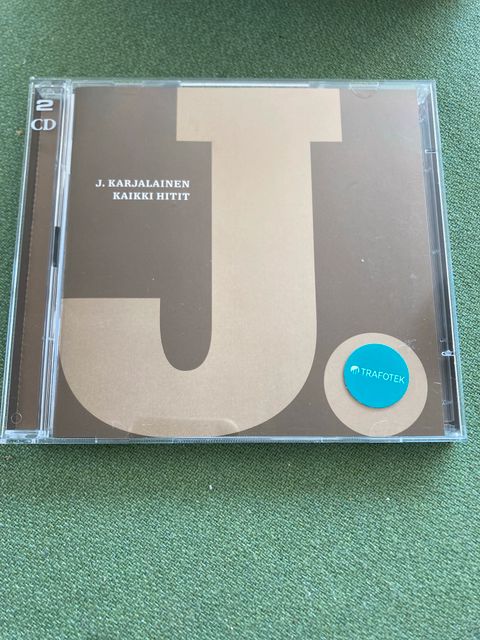 2
CD
J. KARJALAINEN
KAIKKI HITIT
J.
TRAFOTEK